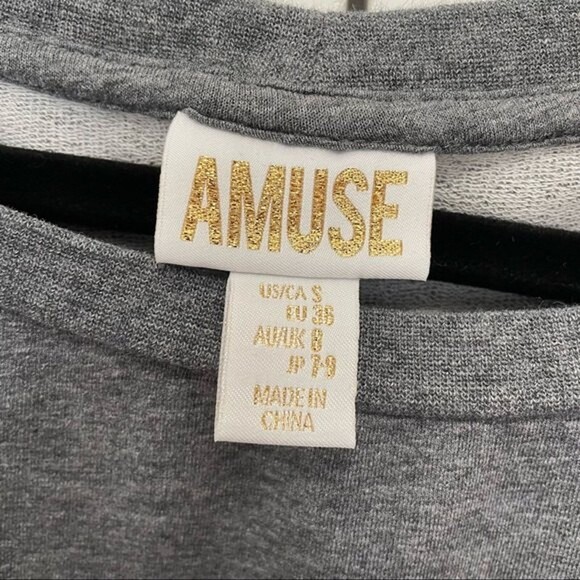 AMUSE
US/CA S
EU 36
AU/UK 8
JP 7-9
MADE IN
CHINA